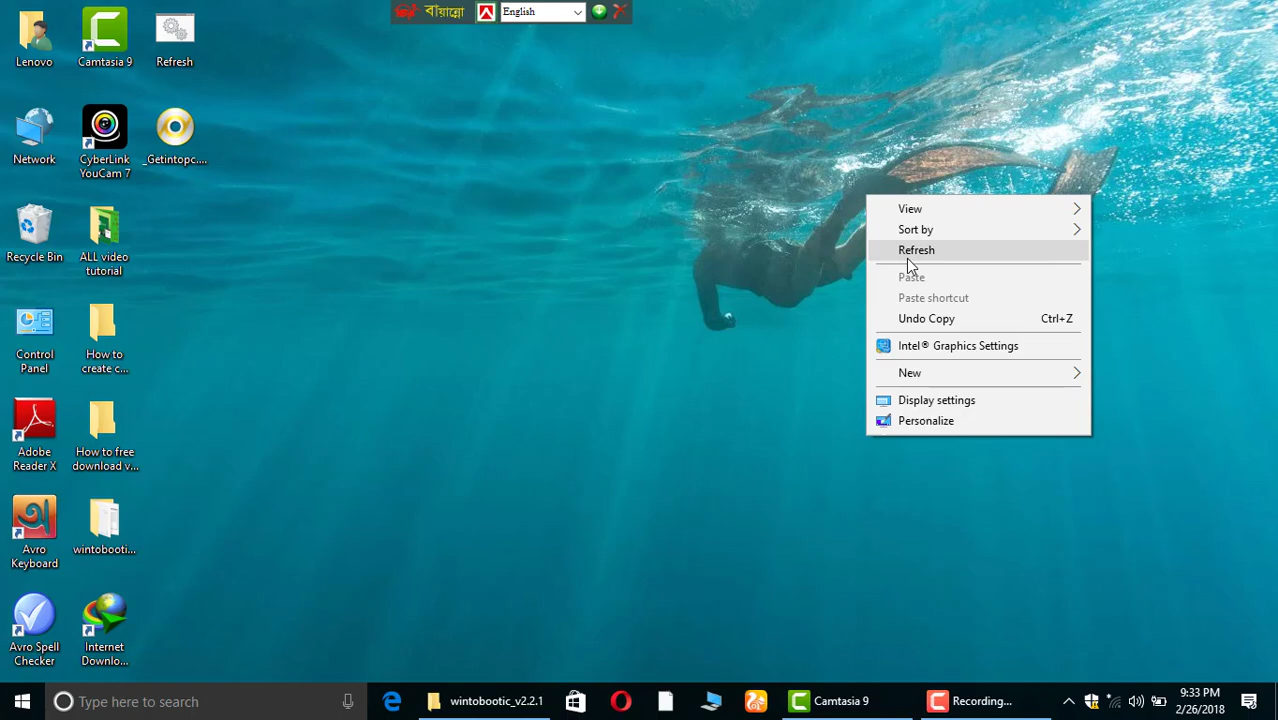 বায়ান্নো
English
Lenovo
Camtasia 9
Refresh
Network
CyberLink
YouCam 7
_Getintopc....
Recycle Bin
ALL video
tutorial
Control
Panel
How to
create c...
Adobe
Reader X
How to free
download v...
Avro
Keyboard
wintobooti...
Avro Spell
Checker
Internet
Downlo...
View
Sort by
Refresh
Paste
Paste shortcut
Undo Copy Ctrl+Z
Intel® Graphics Settings
New
Display settings
Personalize
Type here to search
wintobootic_v2.2.1
Camtasia 9
Recording...
9:33 PM
2/26/2018